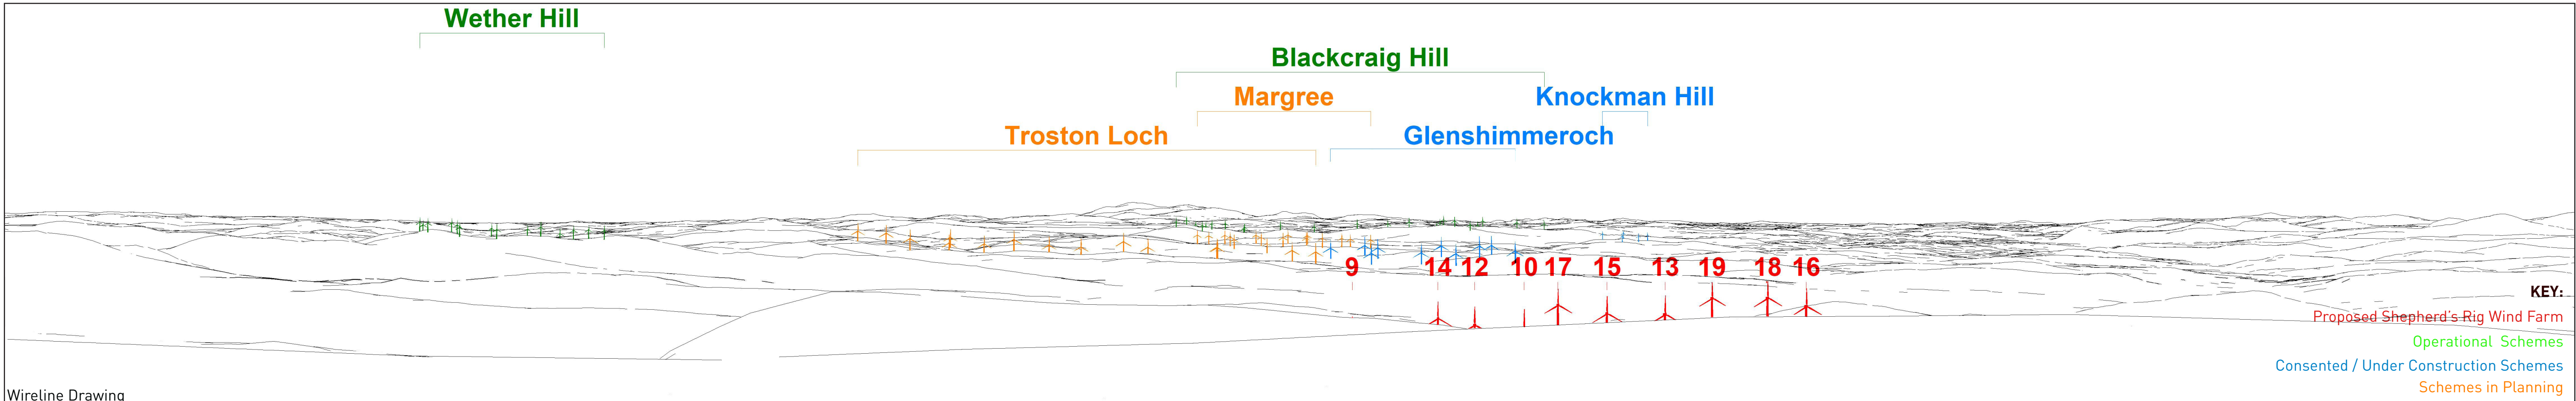 Wether Hill
Blackcraig Hill
Margree
Knockman Hill
Troston Loch
Glenshimmeroch
9 14 12 10 17 15 13 19 18 16
KEY:
Proposed Shepherd's Rig Wind Farm
Operational Schemes
Consented / Under Construction Schemes
Schemes in Planning
Wireline Drawing